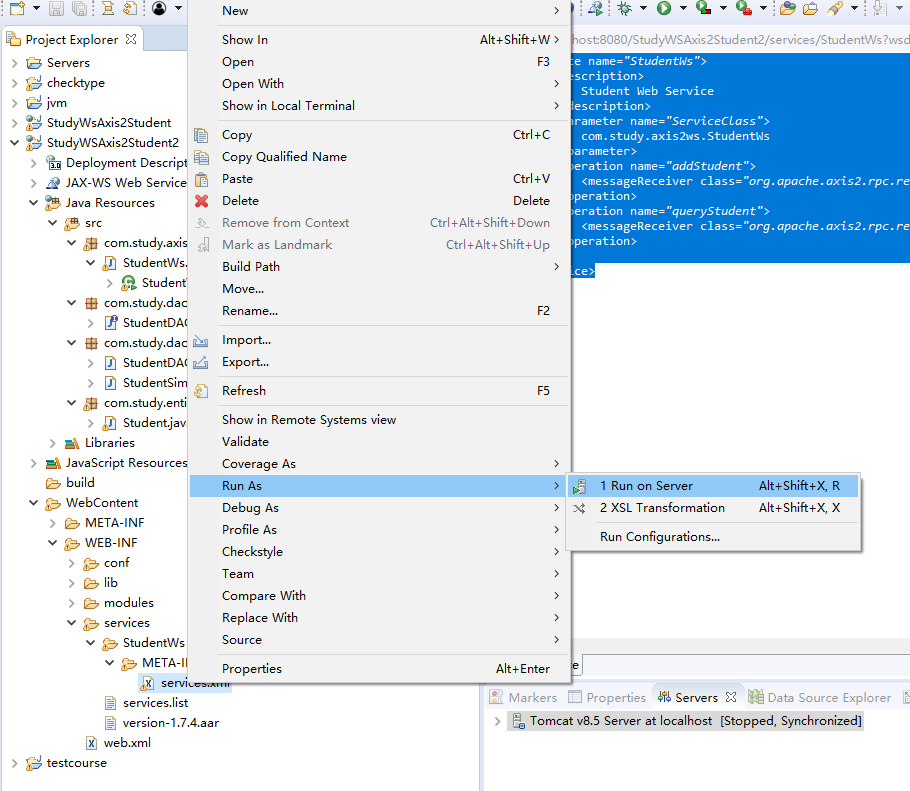 Project Explorer
Servers
checktype
jvm
StudyWsAxis2Student
StudyWSAxis2Student2
Deployment Descript
JAX-WS Web Service
Java Resources
src
com.study.axis
StudentWs.
Student
com.study.dao
StudentDAO
com.study.dao
StudentDAO
StudentSim
com.study.enti
Student.java
Libraries
JavaScript Resources
build
WebContent
META-INF
WEB-INF
conf
lib
modules
services
StudentWs
META-I
services.xml
services.list
version-1.7.4.aar
web.xml
testcourse
New
Show In Alt+Shift+W
Open F3
Open With
Show in Local Terminal
Copy Ctrl+C
Copy Qualified Name
Paste Ctrl+V
Delete Delete
Remove from Context Ctrl+Alt+Shift+Down
Mark as Landmark Ctrl+Alt+Shift+Up
Build Path
Move...
Rename... F2
Import...
Export...
Refresh F5
Show in Remote Systems view
Validate
Coverage As
Run As
Debug As
Profile As
Checkstyle
Team
Compare With
Replace With
Source
Properties Alt+Enter
1 Run on Server Alt+Shift+X, R
2 XSL Transformation Alt+Shift+X, X
Run Configurations...
host:8080/StudyWSAxis2Student2/services/StudentWs?wsd
ce name="StudentWs">
escription>
Student Web Service
description>
arameter name="ServiceClass">
com.study.axis2ws.StudentWs
parameter>
peration name="addStudent">
<messageReceiver class="org.apache.axis2.rpc.re
operation>
peration name="queryStudent">
<messageReceiver class="org.apache.axis2.rpc.re
operation>
ice>
e
Markers Properties Servers Data Source Explorer
Tomcat v8.5 Server at localhost [Stopped, Synchronized]